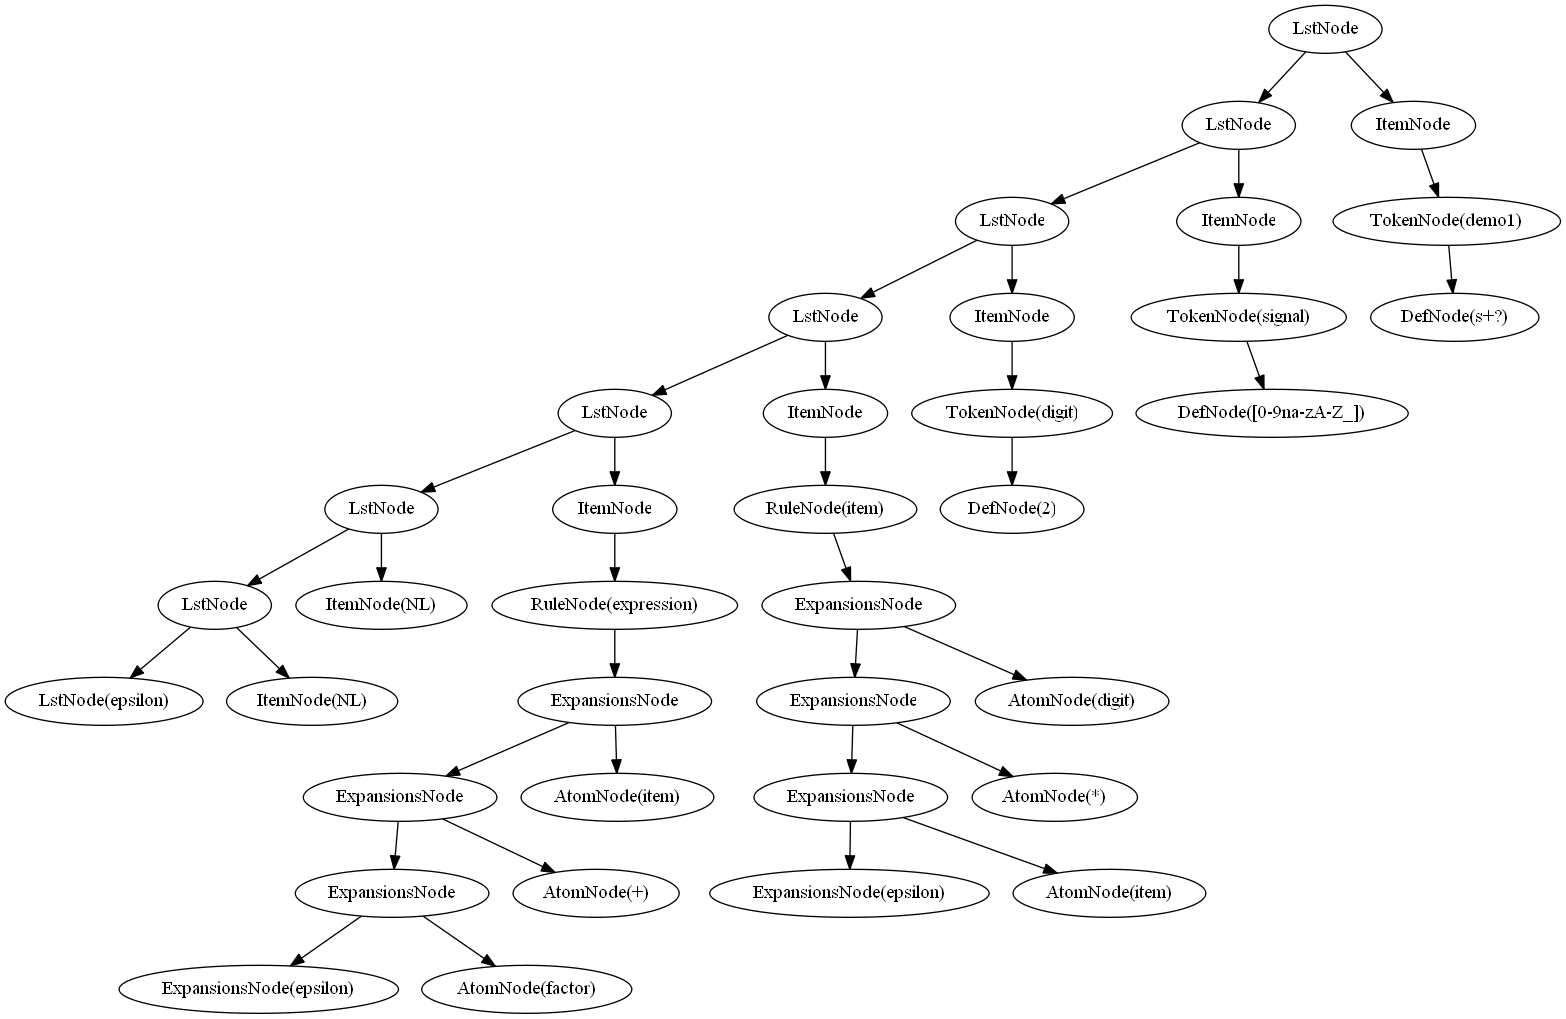 LstNode
LstNode
ItemNode
LstNode
ItemNode
TokenNode(demo1)
LstNode
ItemNode
TokenNode(signal)
DefNode(s+?)
LstNode
ItemNode
TokenNode(digit)
DefNode([0-9na-zA-Z_])
LstNode
ItemNode
RuleNode(item)
DefNode(2)
LstNode
ItemNode(NL)
RuleNode(expression)
ExpansionsNode
LstNode(epsilon)
ItemNode(NL)
ExpansionsNode
ExpansionsNode
AtomNode(digit)
ExpansionsNode
AtomNode(item)
ExpansionsNode
AtomNode(*)
ExpansionsNode
AtomNode(+)
ExpansionsNode(epsilon)
AtomNode(item)
ExpansionsNode(epsilon)
AtomNode(factor)